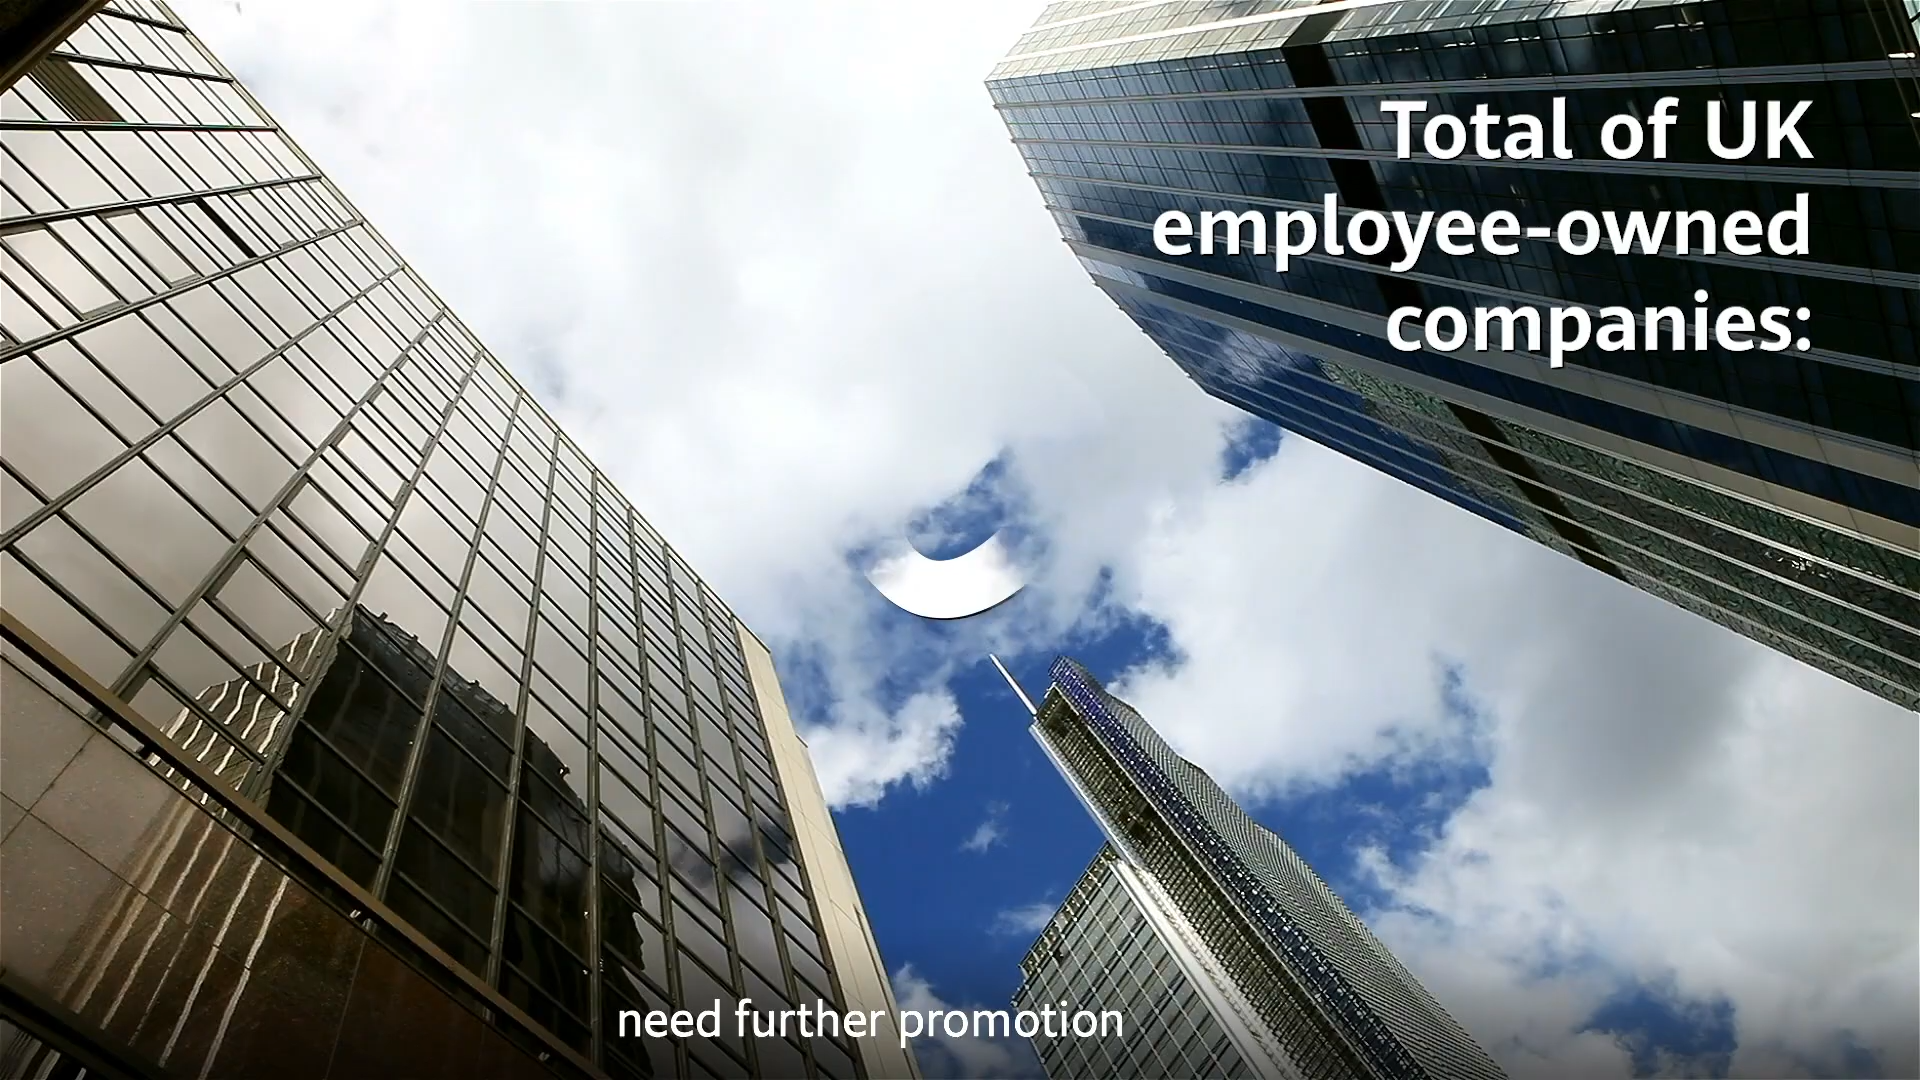 Total of UK
employee-owned
companies:
need further promotion